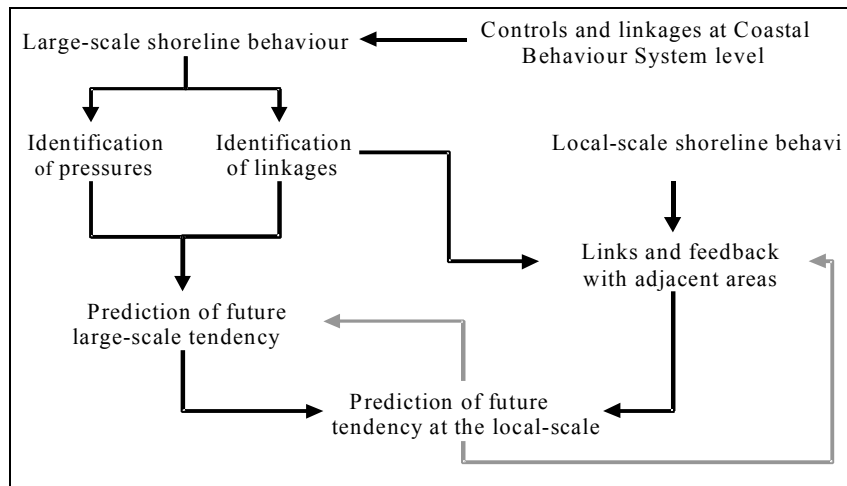 Large-scale shoreline behaviour
Controls and linkages at Coastal
Behaviour System level
Identification
of pressures
Identification
of linkages
Local-scale shoreline behavi
Links and feedback
with adjacent areas
Prediction of future
large-scale tendency
Prediction of future
tendency at the local-scale